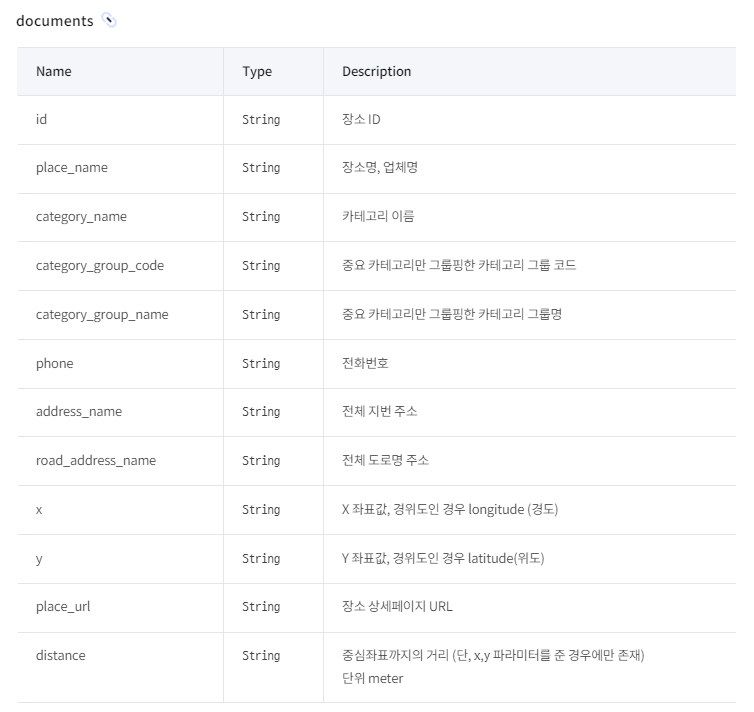 documents
Name Type Description
id String 장소 ID
place_name String 장소명, 업체명
category_name String 카테고리 이름
category_group_code String 중요 카테고리만 그룹핑한 카테고리 그룹 코드
category_group_name String 중요 카테고리만 그룹핑한 카테고리 그룹명
phone String 전화번호
address_name String 전체 지번 주소
road_address_name String 전체 도로명 주소
x String X 좌표값, 경위도인 경우 longitude (경도)
y String Y 좌표값, 경위도인 경우 latitude(위도)
place_url String 장소 상세페이지 URL
distance String 중심좌표까지의 거리 (단, x,y 파라미터를 준 경우에만 존재)
단위 meter